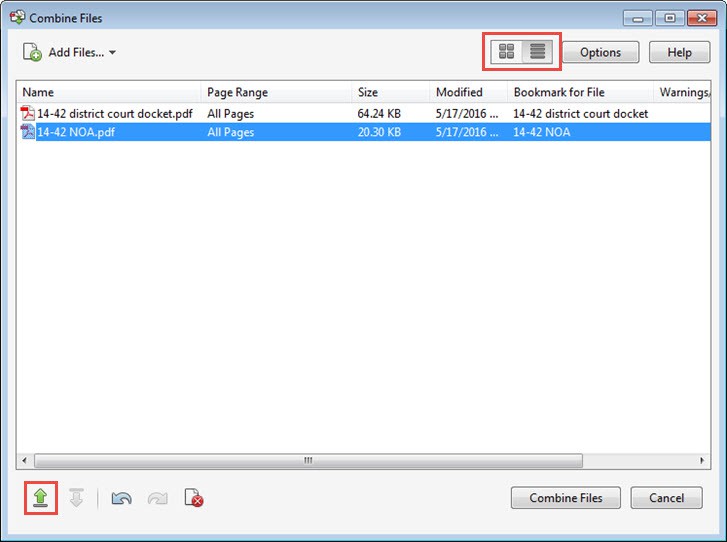 Combine Files
Add Files...
Options
Help
Name Page Range Size Modified Bookmark for File Warnings/
14-42 district court docket.pdf All Pages 64.24 KB 5/17/2016 ... 14-42 district court docket
14-42 NOA.pdf All Pages 20.30 KB 5/17/2016 ... 14-42 NOA
Combine Files
Cancel